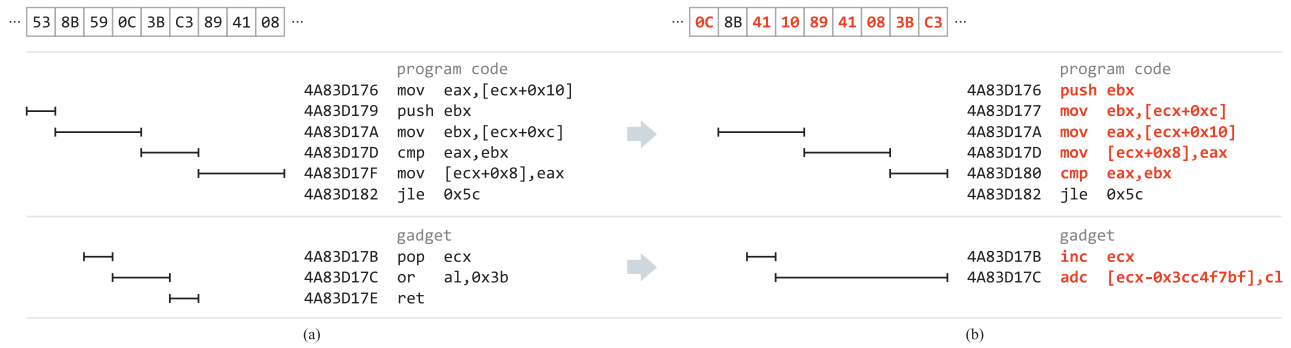 ... 53 8B 59 0C 3B C3 89 41 08 ...
... 0C 8B 41 10 89 41 08 3B C3 ...
program code
4A83D176 mov eax,[ecx+0x10]
4A83D179 push ebx
4A83D17A mov ebx,[ecx+0xc]
4A83D17D cmp eax,ebx
4A83D17F mov [ecx+0x8],eax
4A83D182 jle 0x5c
program code
4A83D176 push ebx
4A83D177 mov ebx,[ecx+0xc]
4A83D17A mov eax,[ecx+0x10]
4A83D17D mov [ecx+0x8],eax
4A83D180 cmp eax,ebx
4A83D182 jle 0x5c
gadget
4A83D17B pop ecx
4A83D17C or al,0x3b
4A83D17E ret
gadget
4A83D17B inc ecx
4A83D17C adc [ecx-0x3cc4f7bf],cl
(a)
(b)